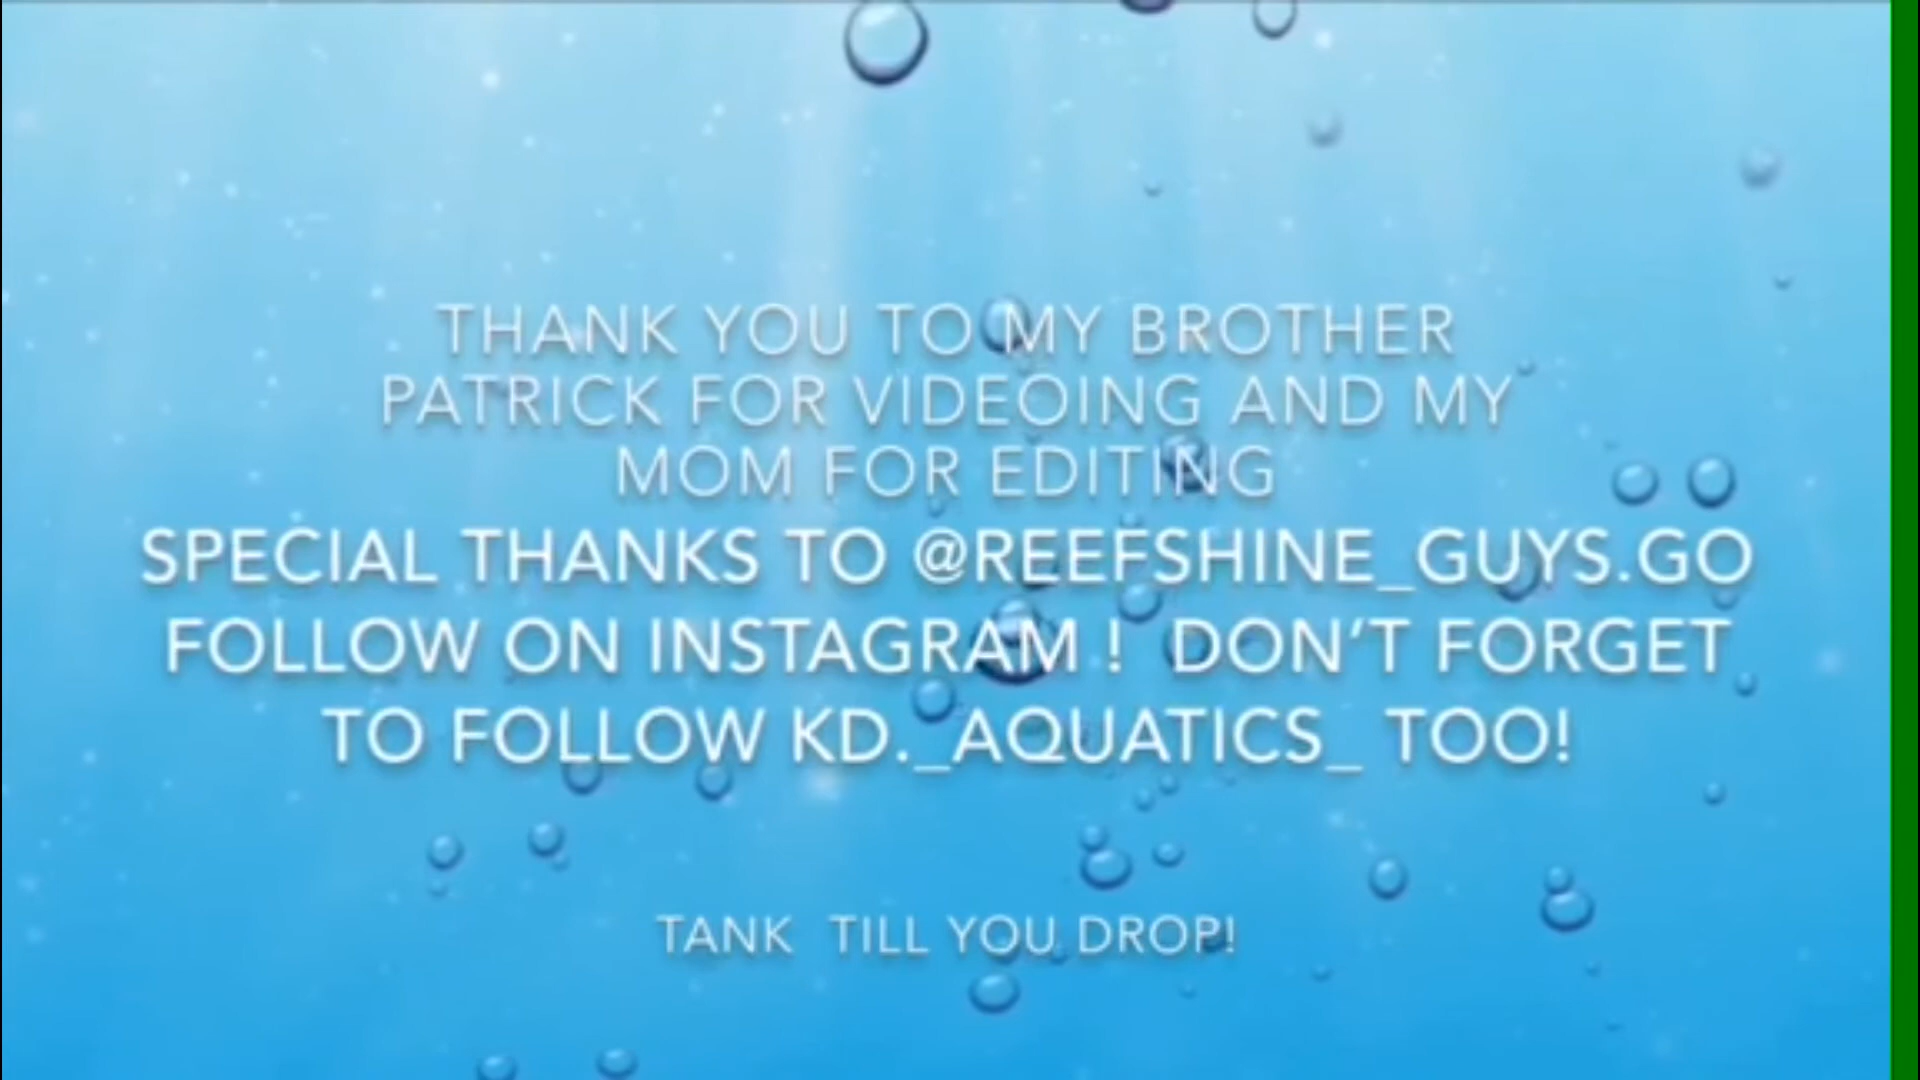 THANK YOU TO MY BROTHER
PATRICK FOR VIDEOING AND MY
MOM FOR EDITING
SPECIAL THANKS TO @REEFSHINE_GUYS.GO
FOLLOW ON INSTAGRAM !  DON’T FORGET
TO FOLLOW KD._AQUATICS_ TOO!
TANK  TILL YOU DROP!